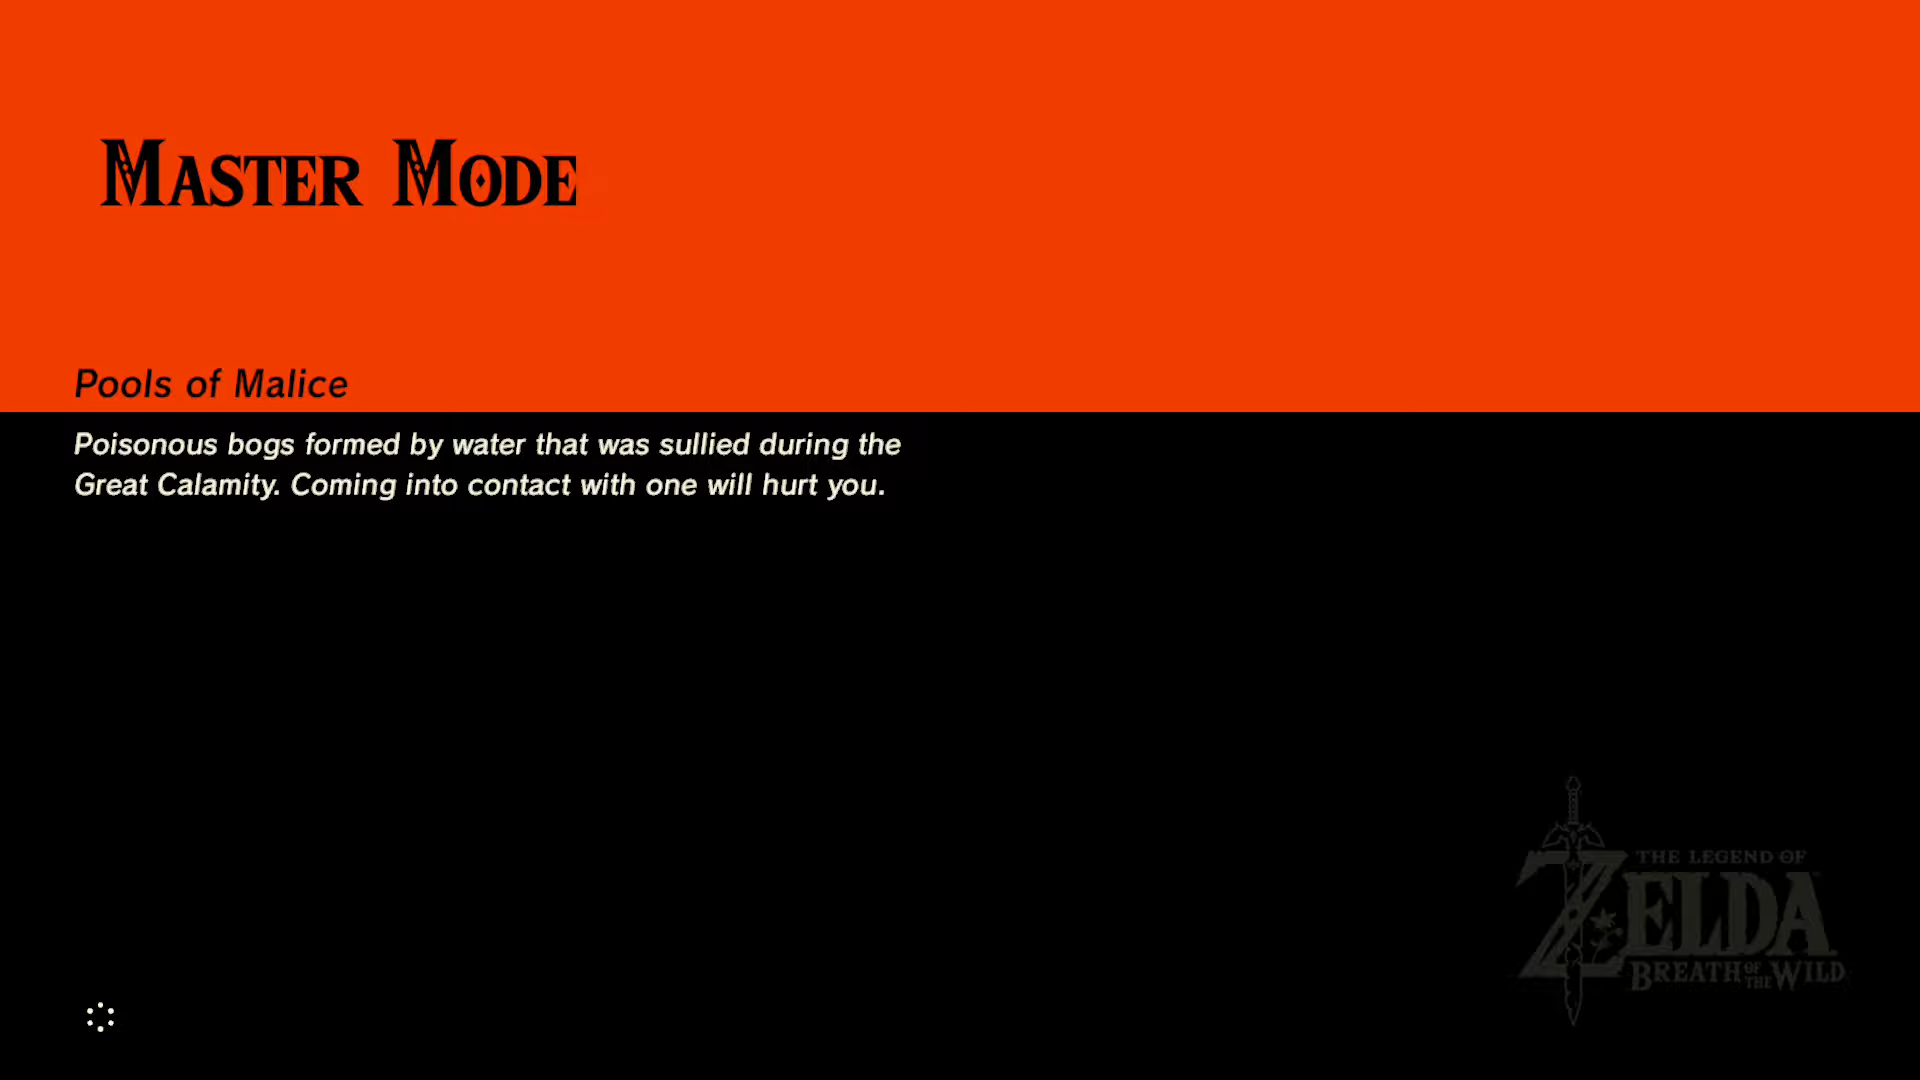 MASTER MODE
Pools of Malice
Poisonous bogs formed by water that was sullied during the
Great Calamity. Coming into contact with one will hurt you.
THE LEGEND OF
ZELDA
BREATH OF THE WILD